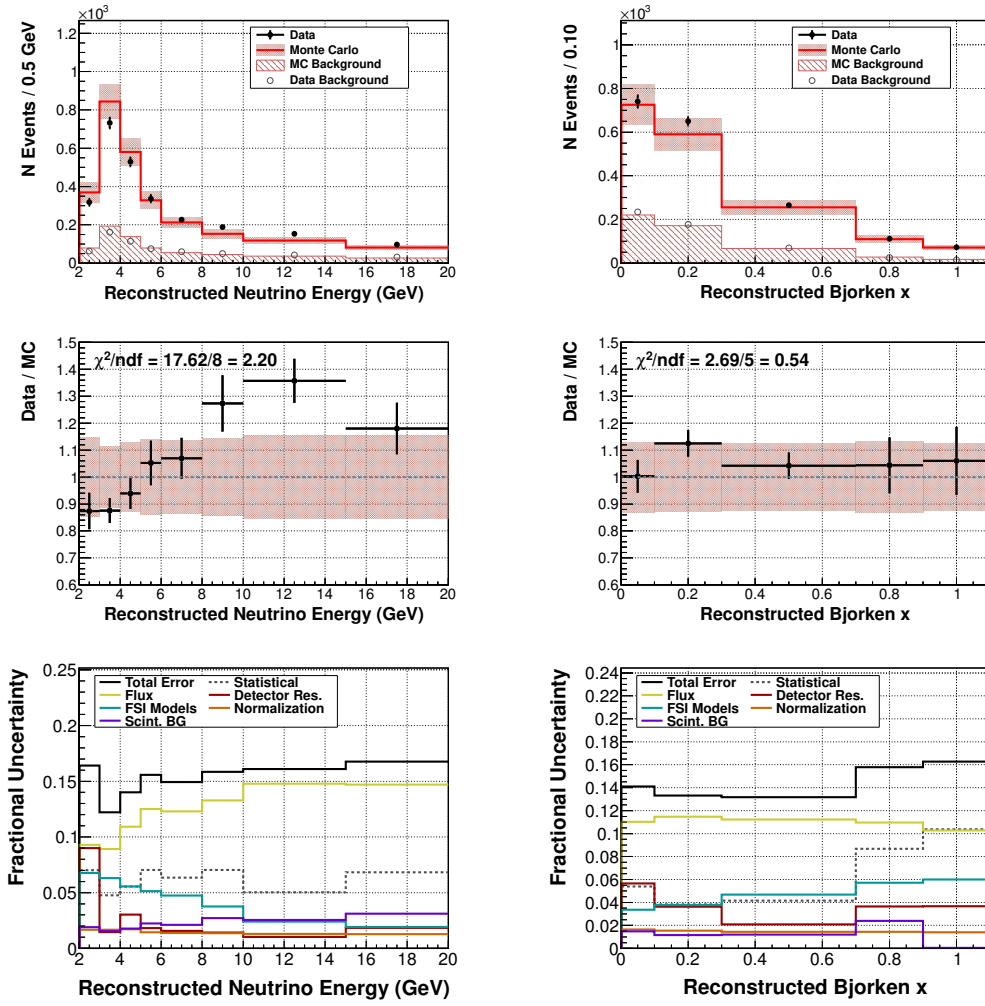 ×10³
N Events / 0.5 GeV
1.2
1
0.8
0.6
0.4
0.2
0
Data
Monte Carlo
MC Background
Data Background
2 4 6 8 10 12 14 16 18 20
Reconstructed Neutrino Energy (GeV)
×10³
N Events / 0.10
1
0.8
0.6
0.4
0.2
0
Data
Monte Carlo
MC Background
Data Background
0 0.2 0.4 0.6 0.8 1
Reconstructed Bjorken x
Data / MC
1.5
1.4
1.3
1.2
1.1
1
0.9
0.8
0.7
0.6
χ²/ndf = 17.62/8 = 2.20
2 4 6 8 10 12 14 16 18 20
Reconstructed Neutrino Energy (GeV)
Data / MC
1.5
1.4
1.3
1.2
1.1
1
0.9
0.8
0.7
0.6
χ²/ndf = 2.69/5 = 0.54
0 0.2 0.4 0.6 0.8 1
Reconstructed Bjorken x
Fractional Uncertainty
0.25
0.2
0.15
0.1
0.05
0
Total Error Statistical
Flux Detector Res.
FSI Models Normalization
Scint. BG
2 4 6 8 10 12 14 16 18 20
Reconstructed Neutrino Energy (GeV)
Fractional Uncertainty
0.24
0.22
0.2
0.18
0.16
0.14
0.12
0.1
0.08
0.06
0.04
0.02
0
Total Error Statistical
Flux Detector Res.
FSI Models Normalization
Scint. BG
0 0.2 0.4 0.6 0.8 1
Reconstructed Bjorken x